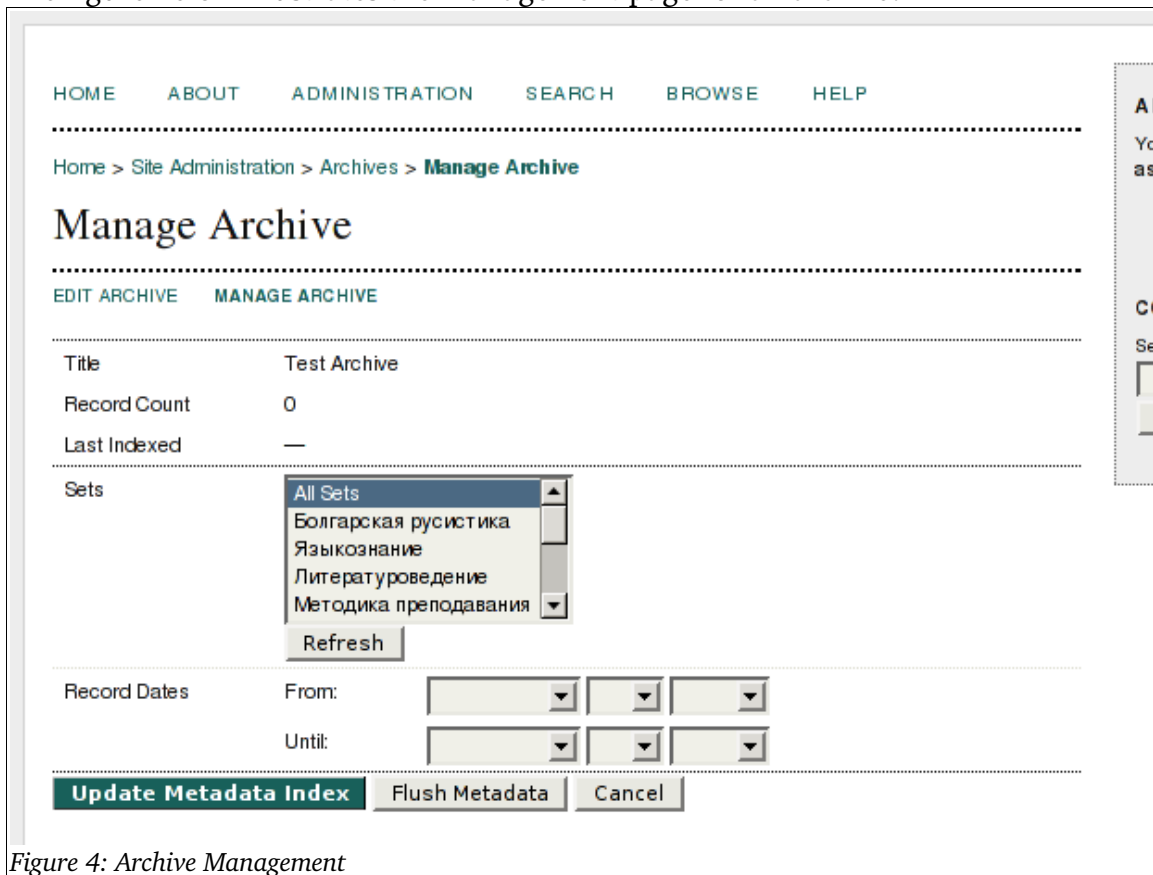 HOME ABOUT ADMINISTRATION SEARCH BROWSE HELP
Home > Site Administration > Archives > Manage Archive
Manage Archive
EDIT ARCHIVE MANAGE ARCHIVE
Title Test Archive
Record Count 0
Last Indexed —
Sets
All Sets
Болгарская русистика
Языкознание
Литературоведение
Методика преподавания
Refresh
Record Dates From:
Until:
Update Metadata Index Flush Metadata Cancel
Figure 4: Archive Management